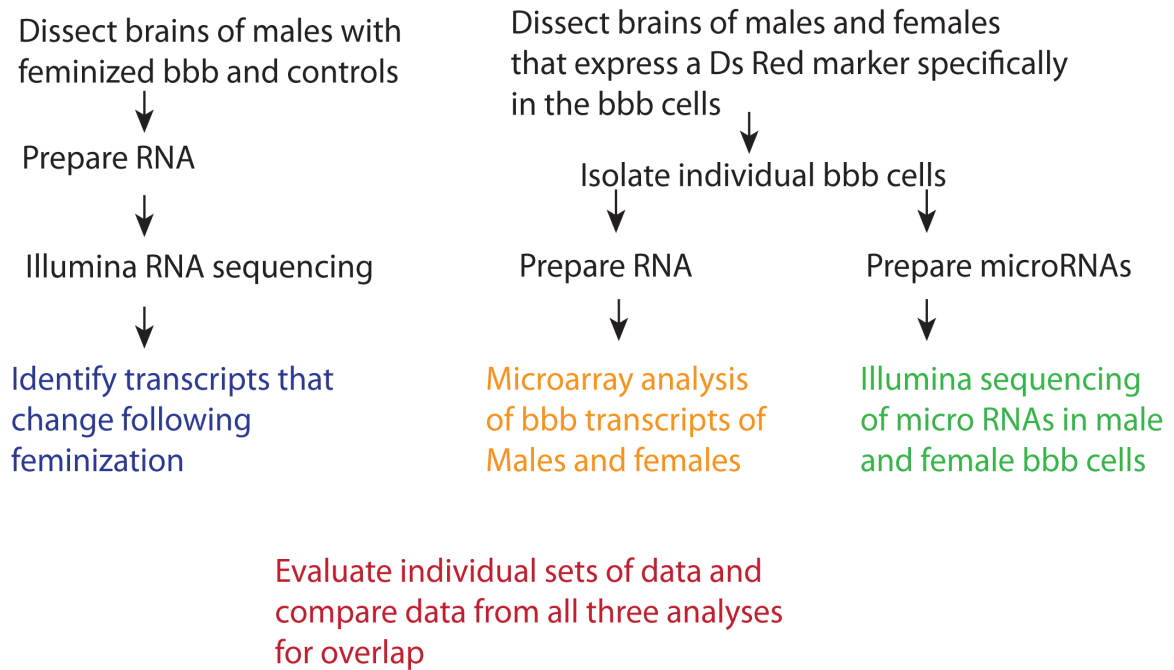 Dissect brains of males with
feminized bbb and controls
Prepare RNA
Illumina RNA sequencing
Identify transcripts that
change following
feminization
Dissect brains of males and females
that express a Ds Red marker specifically
in the bbb cells
Isolate individual bbb cells
Prepare RNA
Microarray analysis
of bbb transcripts of
Males and females
Prepare microRNAs
Illumina sequencing
of micro RNAs in male
and female bbb cells
Evaluate individual sets of data and
compare data from all three analyses
for overlap